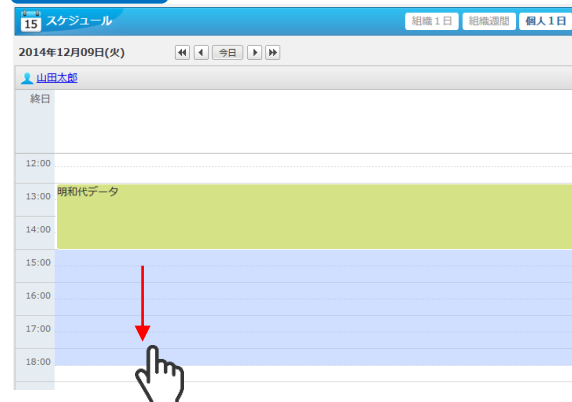 15 スケジュール 組織1日 組織週間 個人1日
2014年12月09日(火) 今日
山田太郎
終日
12:00
13:00 明和代データ
14:00
15:00
16:00
17:00
18:00